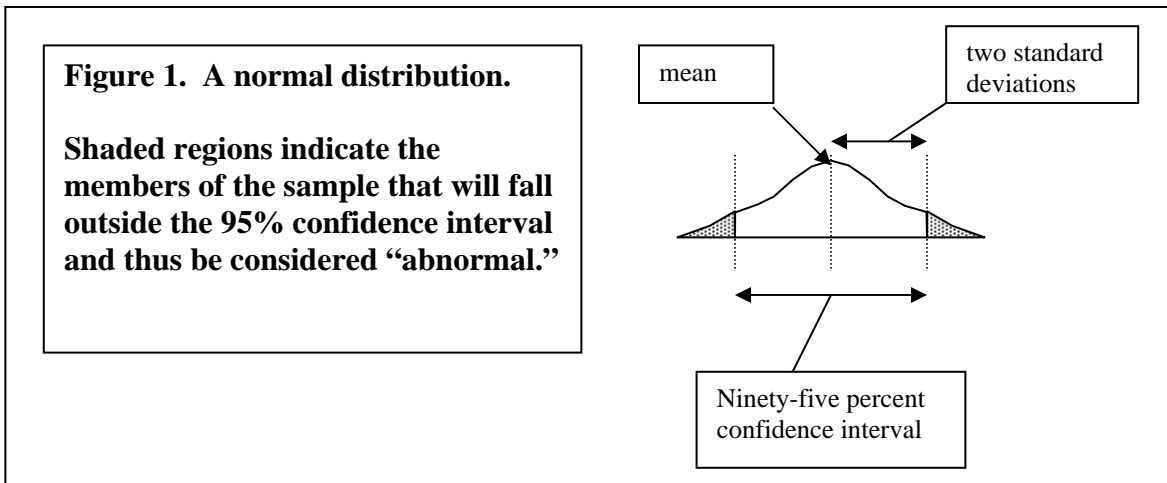 Figure 1.  A normal distribution.
Shaded regions indicate the
members of the sample that will fall
outside the 95% confidence interval
and thus be considered “abnormal.”
mean
two standard
deviations
Ninety-five percent
confidence interval